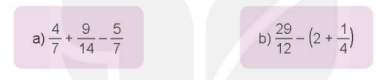 a) 4/7 + 9/14 − 5/7
b) 29/12 − (2 + 1/4)